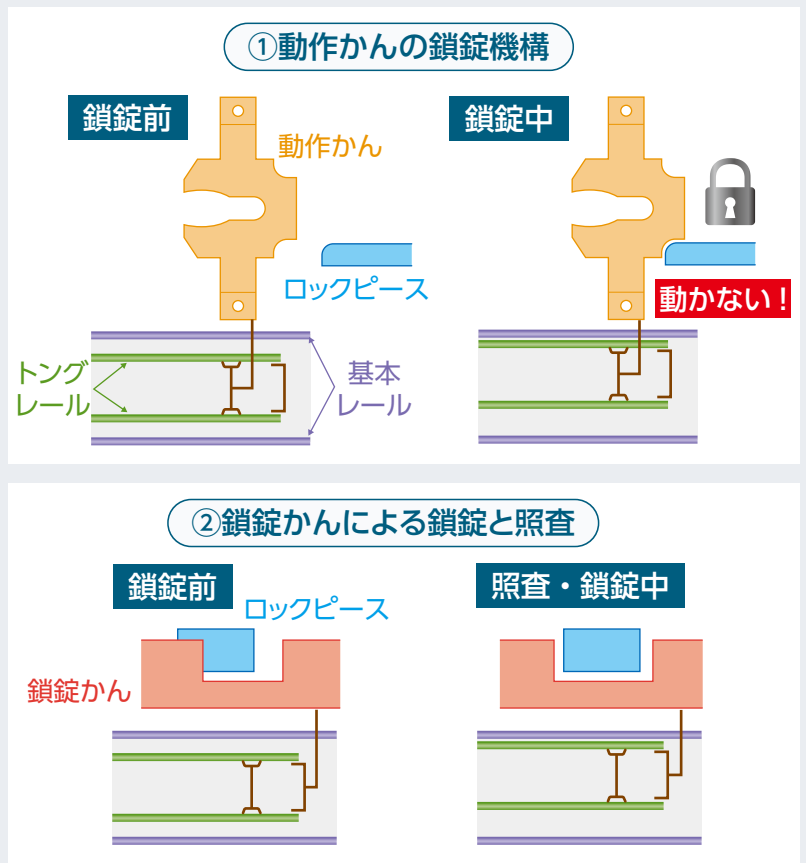 ①動作かんの鎖錠機構
鎖錠前
動作かん
ロックピース
トング
レール
基本
レール
鎖錠中
動かない!
②鎖錠かんによる鎖錠と照査
鎖錠前
ロックピース
鎖錠かん
照査・鎖錠中